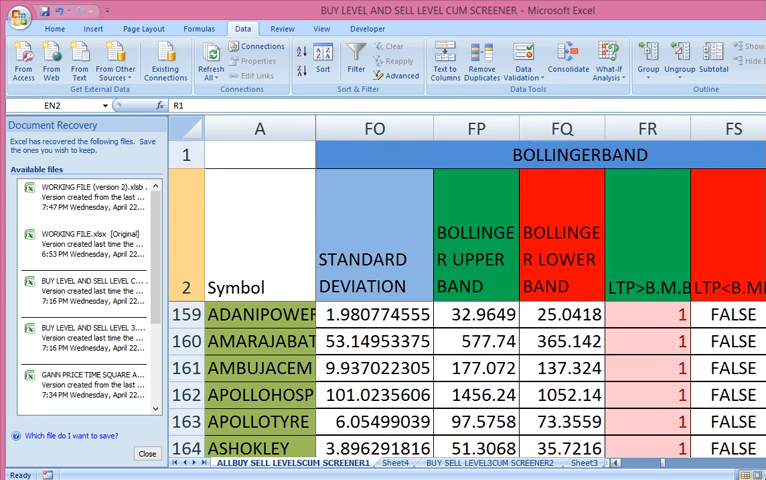 BUY LEVEL AND SELL LEVEL CUM SCREENER - Microsoft Excel
Home Insert Page Layout Formulas Data Review View Developer
From Access
From Web
From Text
From Other Sources
Existing Connections
Refresh All
Connections
Properties
Edit Links
Sort
Filter
Clear
Reapply
Advanced
Text to Columns
Remove Duplicates
Data Validation
Consolidate
What-If Analysis
Group
Ungroup
Subtotal
Show
Hide D
Get External Data Connections Sort & Filter Data Tools Outline
EN2 fx R1
Document Recovery
Excel has recovered the following files. Save
the ones you wish to keep.
Available files
WORKING FILE (version 2).xlsb ..
Version created from the last
7:47 PM Wednesday, April 22...
WORKING FILE.xlsx [Original]
Version created last time the ...
6:53 PM Wednesday, April 22...
BUY LEVEL AND SELL LEVEL C...
Version created last time the ...
7:16 PM Wednesday, April 22...
BUY LEVEL AND SELL LEVEL 3...
Version created last time the ...
7:16 PM Wednesday, April 22...
GANN PRICE TIME SQUARE A...
Version created last time the ...
7:34 PM Wednesday, April 22...
Which file do I want to save?
Close
A FO FP FQ FR FS
1 BOLLINGERBAND
2 Symbol
STANDARD
DEVIATION
BOLLINGE
R UPPER
BAND
BOLLINGE
R LOWER
BAND
LTP>B.M.B
LTP<B.M
159 ADANIPOWER 1.980774555 32.9649 25.0418 1 FALSE
160 AMARAJABAT 53.14953375 577.74 365.142 1 FALSE
161 AMBUJACEM 9.937022305 177.072 137.324 1 FALSE
162 APOLLOHOSP 101.0235606 1456.24 1052.14 1 FALSE
163 APOLLOTYRE 6.05499039 97.5758 73.3559 1 FALSE
164 ASHOKLEY 3.896291816 51.3068 35.7216 1 FALSE
ALLBUY SELL LEVELSCUM SCREENER1 Sheet4 BUY SELL LEVEL3CUM SCREENER2 Sheet3
Ready